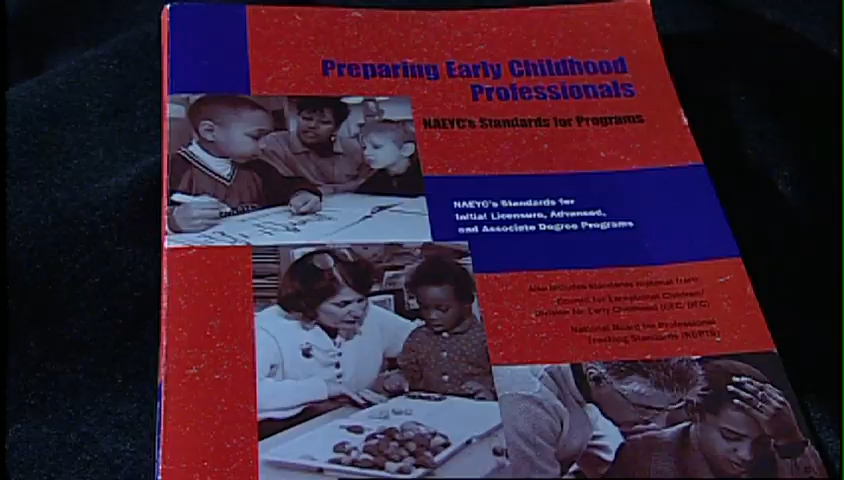 Preparing Early Childhood
Professionals
NAEYC's Standards for Programs
NAEYC's Standards for
Initial Licensure, Advanced,
and Associate Degree Programs
Also includes standards material from:
Council for Exceptional Children/
Division for Early Childhood (CEC/DEC)
National Board for Professional
Teaching Standards (NBPTS)